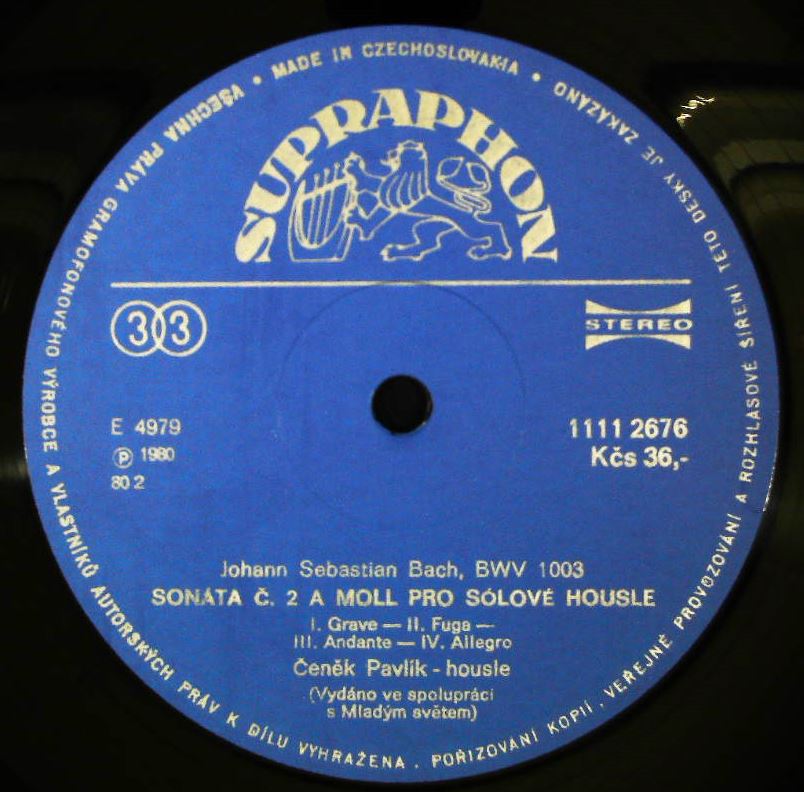 MADE IN CZECHOSLOVAKIA • VŠECHNA PRÁVA GRAMOFONOVÉHO VÝROBCE A VLASTNÍKŮ AUTORSKÝCH PRÁV K DÍLU VYHRAŽENA . POŘIZOVÁNÍ KOPIÍ , VEŘEJNÉ PROVOZOVÁNÍ A ROZHLASOVÉ ŠÍŘENÍ TÉTO DESKY JE ZAKÁZÁNO •
SUPRAPHON
33
STEREO
E 4979
1111 2676
Ⓟ 1980
Kčs 36,-
80 2
Johann Sebastian Bach, BWV 1003
SONÁTA Č. 2 A MOLL PRO SÓLOVÉ HOUSLE
I. Grave — II. Fuga —
III. Andante — IV. Allegro
Čeněk Pavlík - housle
(Vydáno ve spolupráci
s Mladým světem)